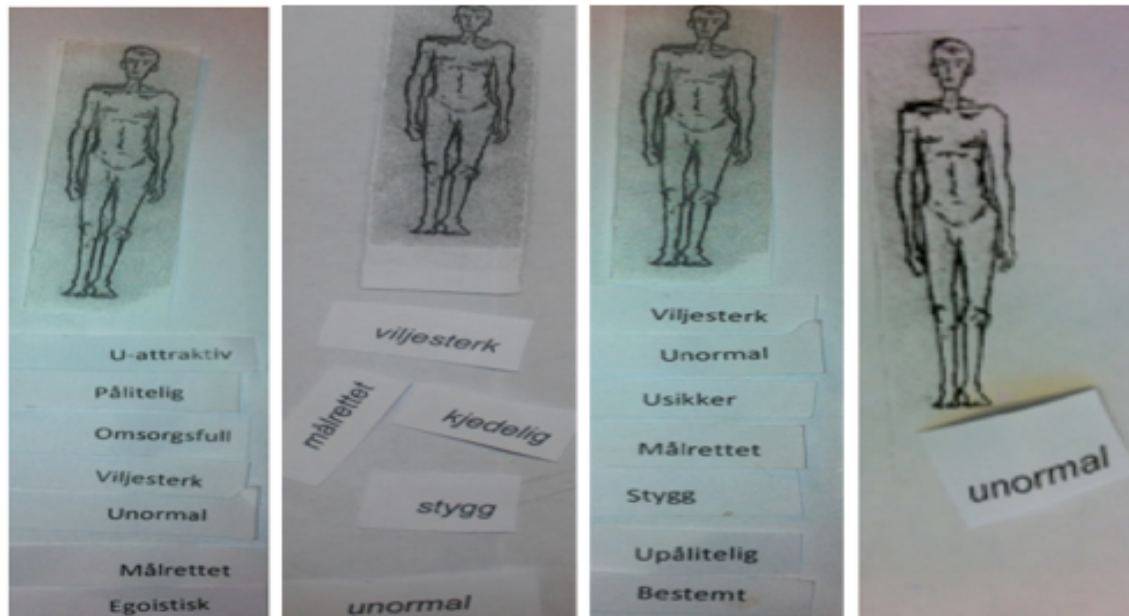 U-attraktiv
Pålitelig
Omsorgsfull
Viljesterk
Unormal
Målrettet
Egoistisk
viljesterk
målrettet
kjedelig
stygg
unormal
Viljesterk
Unormal
Usikker
Målrettet
Stygg
Upålitelig
Bestemt
unormal